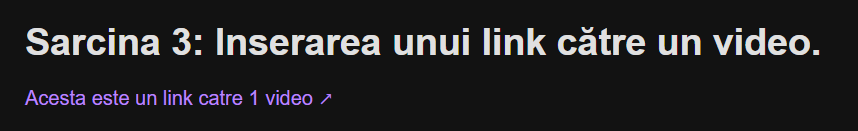 Sarcina 3: Inserarea unui link către un video.
Acesta este un link catre 1 video ↗